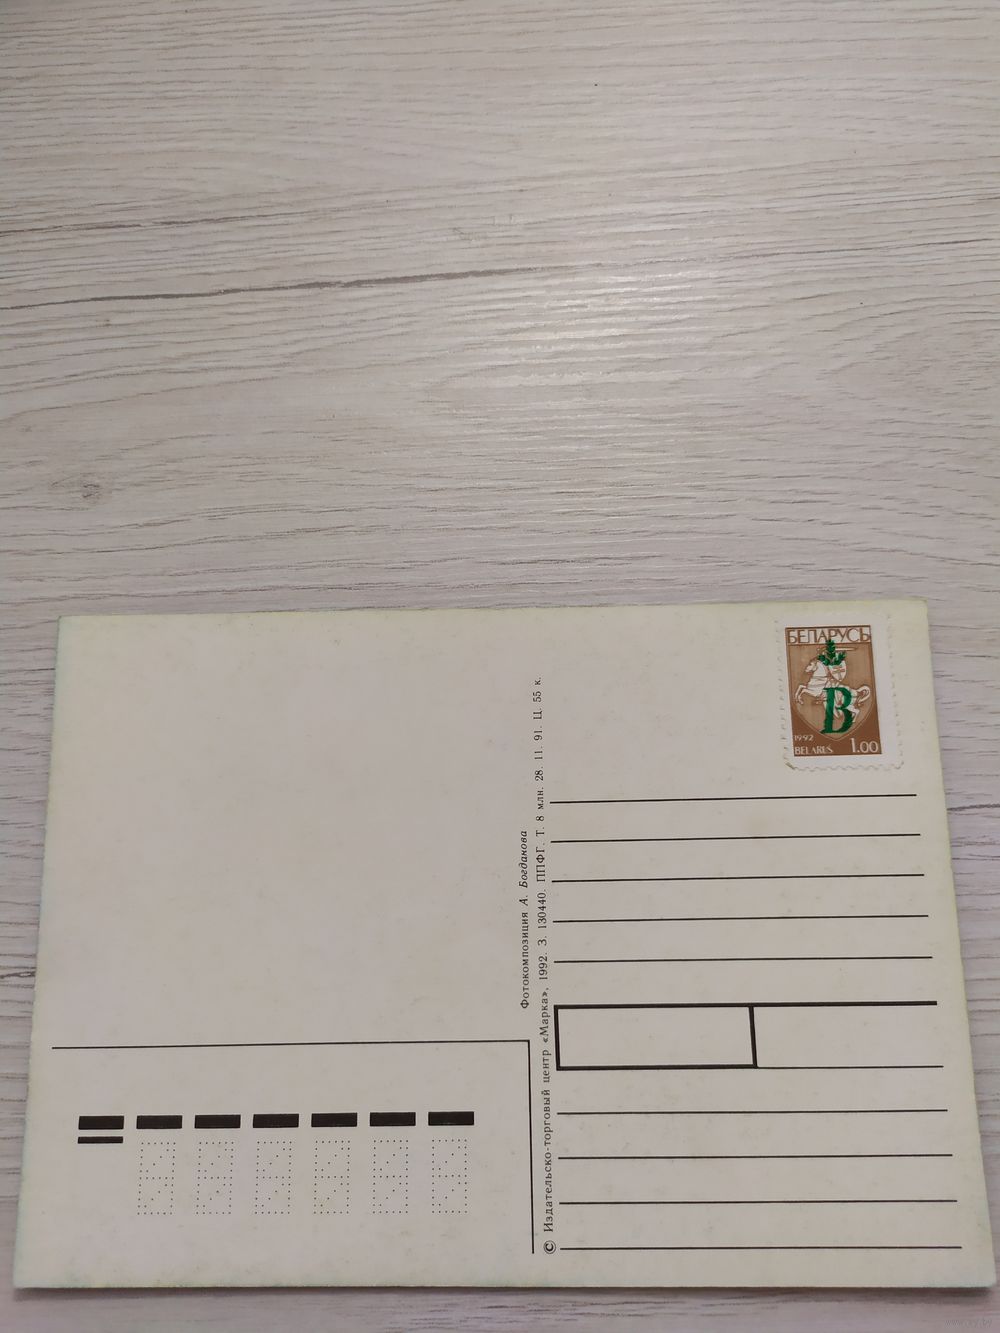 БЕЛАРУСЬ
В
1992
BELARUS
1.00
Фотокомпозиция А. Богданова
© Издательско-торговый центр «Марка», 1992. З. 130440. ППФГ. Т. 8 млн. 28. 11. 91. Ц. 55 к.